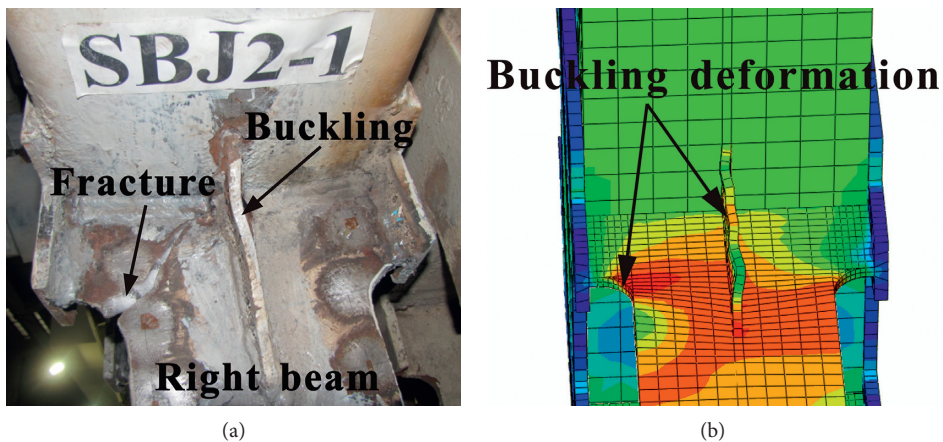 SBJ2-1
Buckling
Fracture
Right beam
Buckling deformation
(a)
(b)